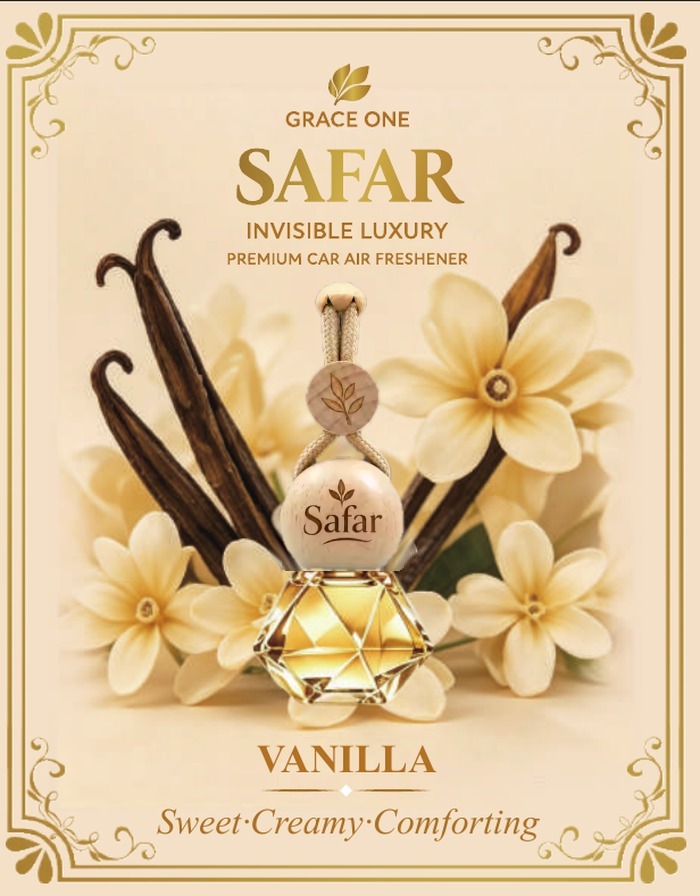 GRACE ONE
SAFAR
INVISIBLE LUXURY
PREMIUM CAR AIR FRESHENER
Safar
VANILLA
Sweet·Creamy·Comforting